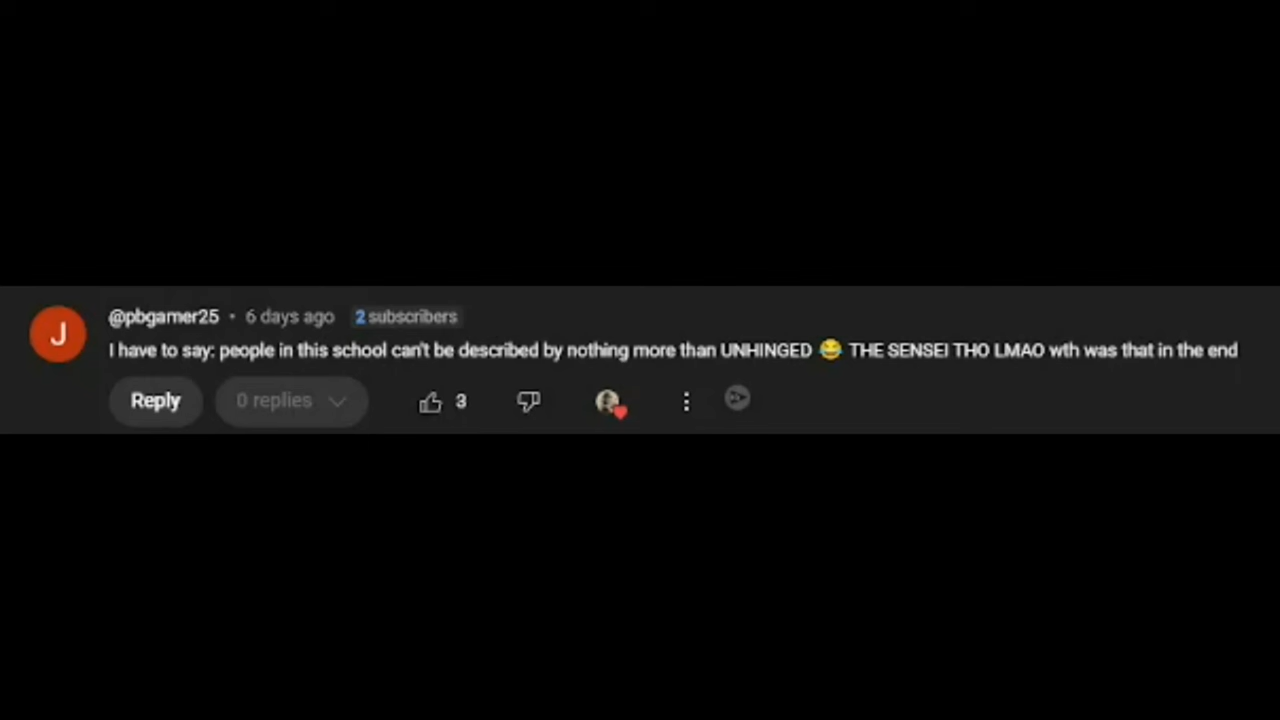 J
@pbgamer25 • 6 days ago 2 subscribers
I have to say: people in this school can't be described by nothing more than UNHINGED 😂 THE SENSEI THO LMAO wth was that in the end
Reply 0 replies 3